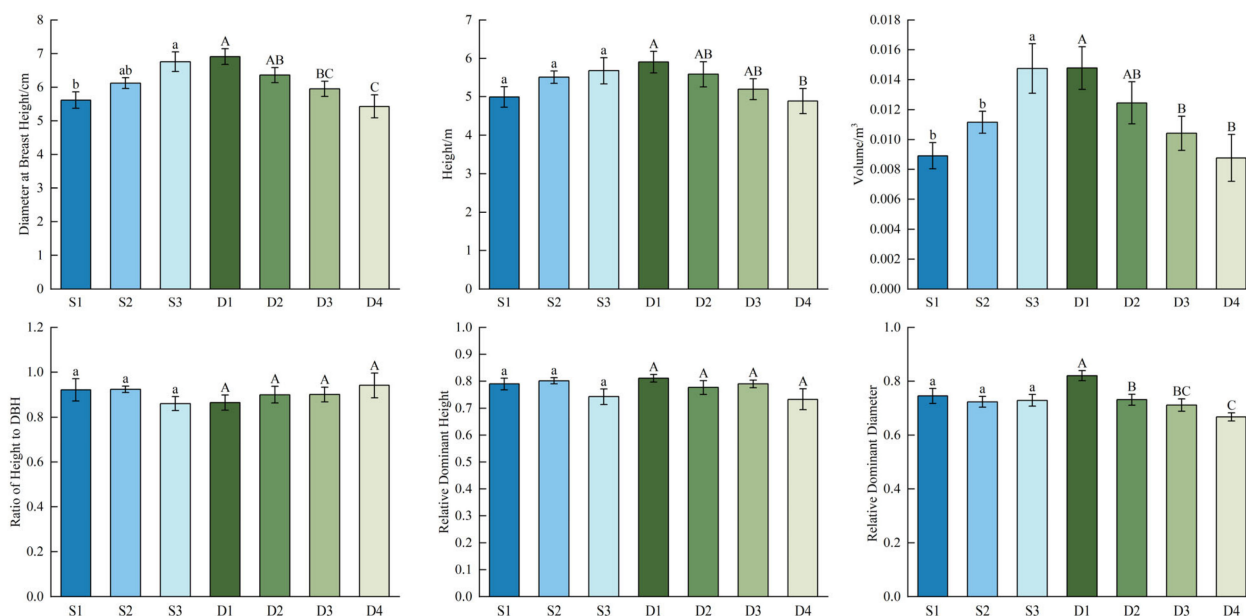 Diameter at Breast Height/cm
8
7
6
5
4
3
2
1
0
b
ab
a
A
AB
BC
C
S1 S2 S3 D1 D2 D3 D4
Height/m
7
6
5
4
3
2
1
0
a
a
a
A
AB
AB
B
S1 S2 S3 D1 D2 D3 D4
Volume/m³
0.018
0.016
0.014
0.012
0.010
0.008
0.006
0.004
0.002
0.000
b
b
a
A
AB
B
B
S1 S2 S3 D1 D2 D3 D4
Ratio of Height to DBH
1.2
1.0
0.8
0.6
0.4
0.2
0.0
a
a
a
A
A
A
A
S1 S2 S3 D1 D2 D3 D4
Relative Dominant Height
1.0
0.9
0.8
0.7
0.6
0.5
0.4
0.3
0.2
0.1
0.0
a
a
a
A
A
A
A
S1 S2 S3 D1 D2 D3 D4
Relative Dominant Diameter
1.0
0.8
0.6
0.4
0.2
0.0
a
a
a
A
B
BC
C
S1 S2 S3 D1 D2 D3 D4